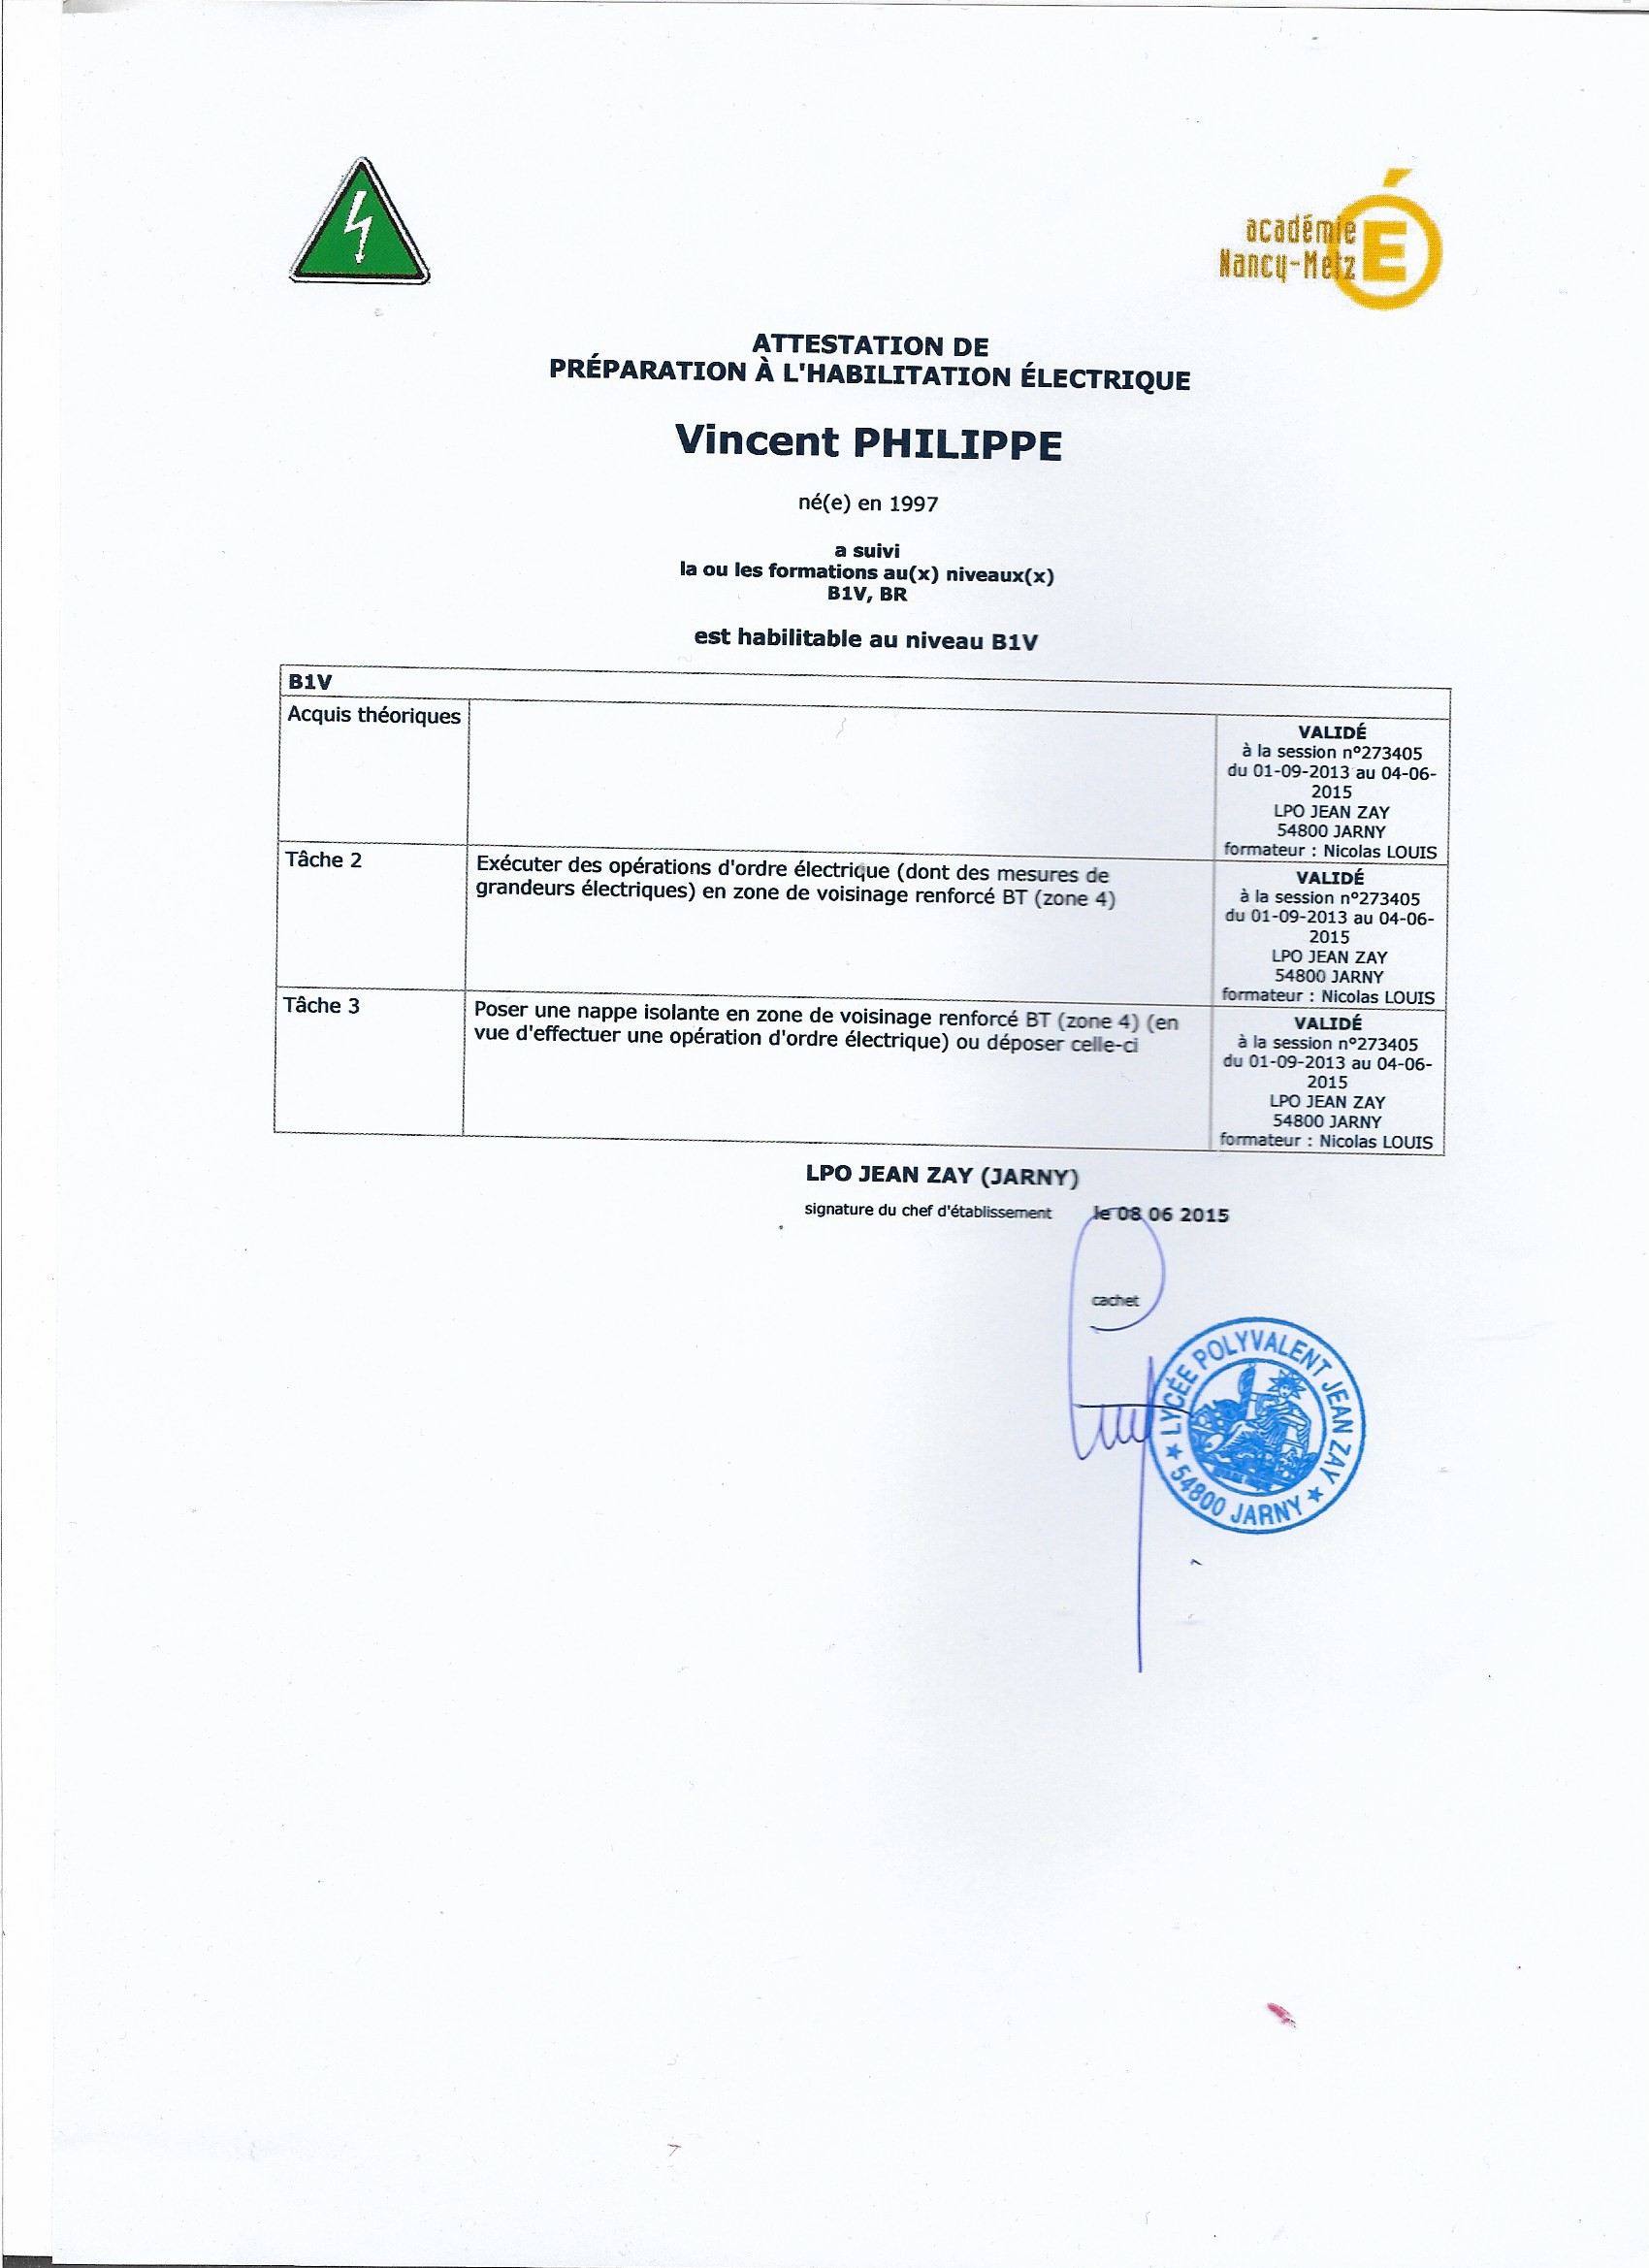 académie
Nancy-Metz
É
ATTESTATION DE
PRÉPARATION À L'HABILITATION ÉLECTRIQUE
Vincent PHILIPPE
né(e) en 1997
a suivi
la ou les formations au(x) niveaux(x)
B1V, BR
est habilitable au niveau B1V
B1V
Acquis théoriques
VALIDÉ
à la session n°273405
du 01-09-2013 au 04-06-
2015
LPO JEAN ZAY
54800 JARNY
formateur : Nicolas LOUIS
Tâche 2
Exécuter des opérations d'ordre électrique (dont des mesures de
grandeurs électriques) en zone de voisinage renforcé BT (zone 4)
VALIDÉ
à la session n°273405
du 01-09-2013 au 04-06-
2015
LPO JEAN ZAY
54800 JARNY
formateur : Nicolas LOUIS
Tâche 3
Poser une nappe isolante en zone de voisinage renforcé BT (zone 4) (en
vue d'effectuer une opération d'ordre électrique) ou déposer celle-ci
VALIDÉ
à la session n°273405
du 01-09-2013 au 04-06-
2015
LPO JEAN ZAY
54800 JARNY
formateur : Nicolas LOUIS
LPO JEAN ZAY (JARNY)
signature du chef d'établissement le 08 06 2015
cachet
LYCÉE POLYVALENT JEAN ZAY
★ 54800 JARNY ★